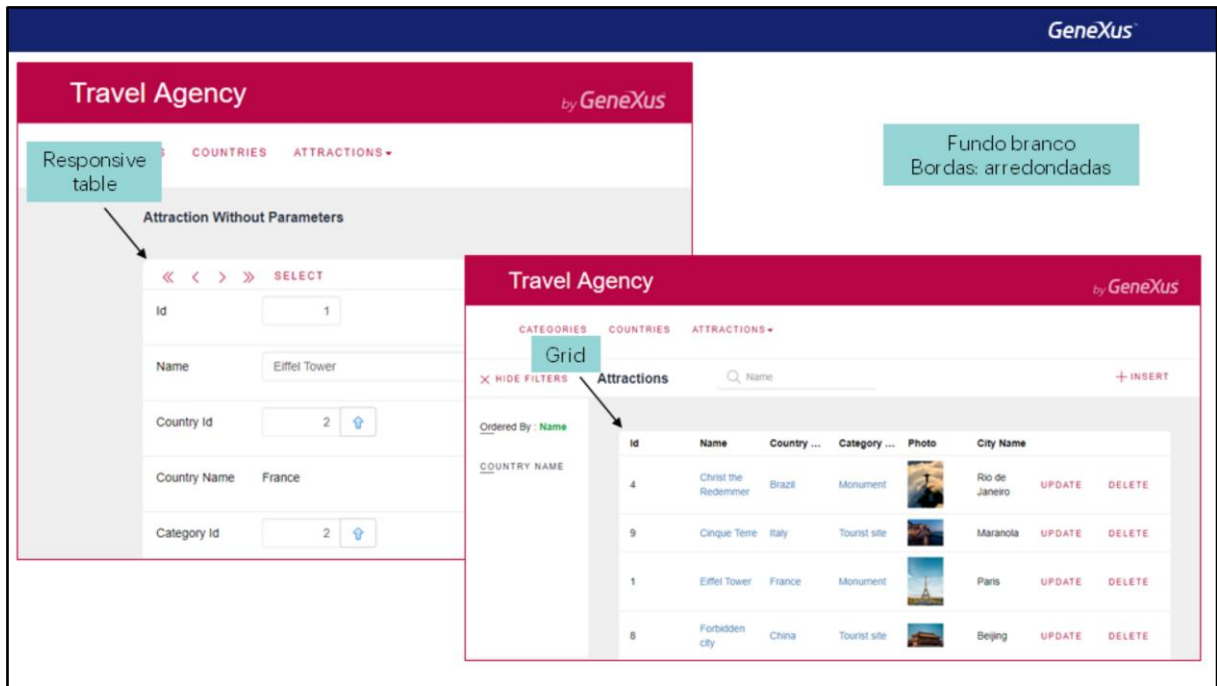 GeneXus™
Travel Agency
by GeneXus
COUNTRIES ATTRACTIONS
Responsive
table
Attraction Without Parameters
SELECT
Id 1
Name Eiffel Tower
Country Id 2
Country Name France
Category Id 2
Fundo branco
Bordas: arredondadas
Travel Agency
by GeneXus
CATEGORIES COUNTRIES ATTRACTIONS
Grid
HIDE FILTERS Attractions Name INSERT
Ordered By : Name
COUNTRY NAME
Id Name Country ... Category ... Photo City Name
4 Christ the Redemmer Brazil Monument Rio de Janeiro UPDATE DELETE
9 Cinque Terre Italy Tourist site Maranola UPDATE DELETE
1 Eiffel Tower France Monument Paris UPDATE DELETE
8 Forbidden city China Tourist site Beijing UPDATE DELETE